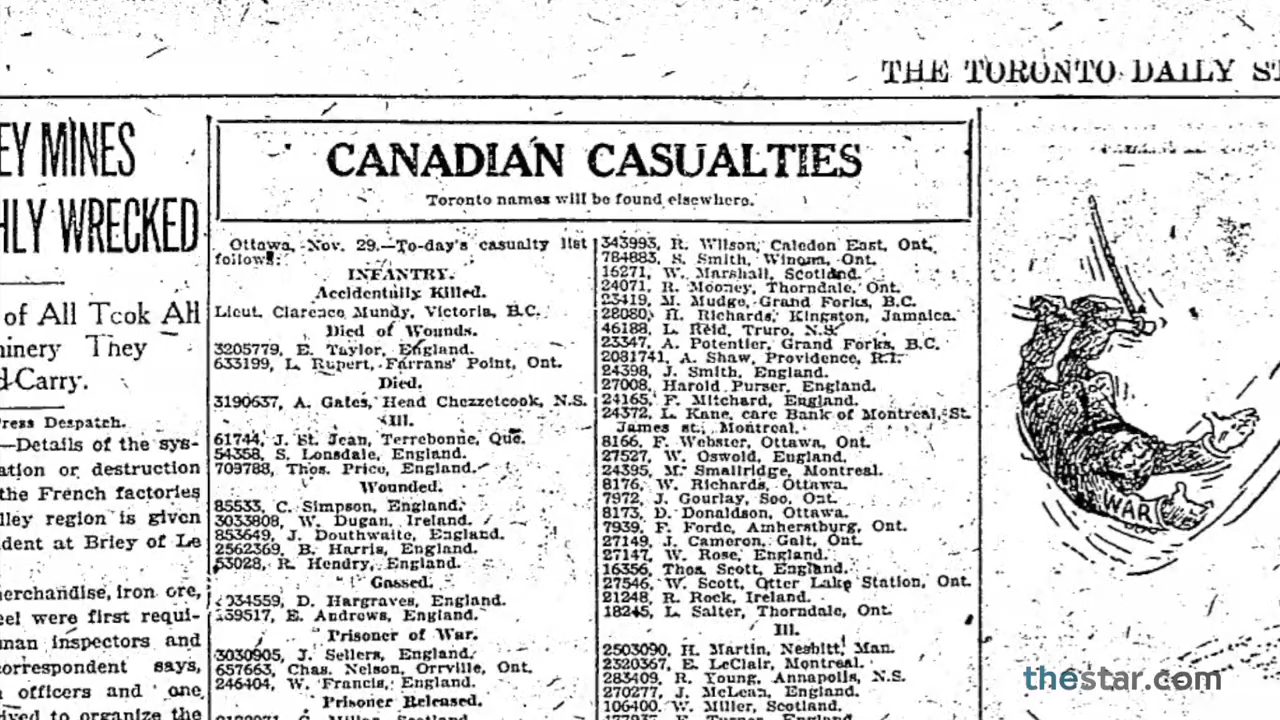 THE TORONTO DAILY ST
EY MINES
HLY WRECKED
of All Took All
inery They
d-Carry.
ress Despatch.
—Details of the sys-
ation or destruction
the French factories
lley region is given
dent at Briey of Le
erchandise, iron ore,
eel were first requi-
man inspectors and
correspondent says,
officers and one
ived to organize the
CANADIAN CASUALTIES
Toronto names will be found elsewhere.
Ottawa, Nov. 29.—To-day's casualty list
follows:
INFANTRY.
Accidentally Killed.
Lieut. Clarence Mundy, Victoria, B.C.
Died of Wounds.
3205779, E. Taylor, England.
633199, L. Rupert, Farrans' Point, Ont.
Died.
3190637, A. Gates, Head Chezzetcook, N.S.
Ill.
61744, J. St. Jean, Terrebonne, Que.
54358, S. Lonsdale, England.
709788, Thos. Price, England.
Wounded.
85533, C. Simpson, England.
3033808, W. Dugan, Ireland.
853649, J. Douthwaite, England.
2562369, B. Harris, England.
53028, R. Hendry, England.
Gassed.
034559, D. Hargraves, England.
139517, E. Andrews, England.
Prisoner of War.
3030905, J. Sellers, England.
657663, Chas. Nelson, Orrville, Ont.
246404, W. Francis, England.
Prisoner Released.
Scotland.
343993, R. Wilson, Caledon East, Ont.
784883, S. Smith, Winona, Ont.
16271, W. Marshall, Scotland.
24071, R. Mooney, Thorndale, Ont.
23419, M. Mudge, Grand Forks, B.C.
28080, H. Richards, Kingston, Jamaica.
46188, L. Reid, Truro, N.S.
23347, A. Potentier, Grand Forks, B.C.
2081741, A. Shaw, Providence, R.I.
24398, J. Smith, England.
27008, Harold Purser, England.
24165, F. Mitchard, England.
24372, L. Kane, care Bank of Montreal, St.
James st., Montreal.
8166, F. Webster, Ottawa, Ont.
27527, W. Oswold, England.
24395, M. Smallridge, Montreal.
8176, W. Richards, Ottawa.
7972, J. Gourlay, Soo, Ont.
8173, D. Donaldson, Ottawa.
7939, F. Forde, Amherstburg, Ont.
27149, J. Cameron, Galt, Ont.
27147, W. Rose, England.
16356, Thos Scott, England.
27546, W. Scott, Otter Lake Station, Ont.
21248, R. Rock, Ireland.
18245, L. Salter, Thorndale, Ont.
Ill.
2503090, H. Martin, Nesbitt, Man.
2320367, E. LeClair, Montreal.
283409, R. Young, Annapolis, N.S.
270277, J. McLean, England.
106400, W. Miller, Scotland.
WAR
thestar.com